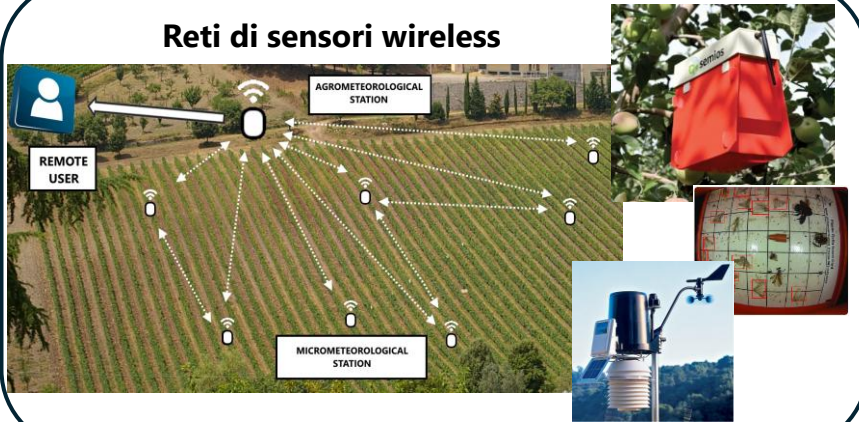 Reti di sensori wireless
AGROMETEOROLOGICAL
STATION
REMOTE
USER
MICROMETEOROLOGICAL
STATION
semios